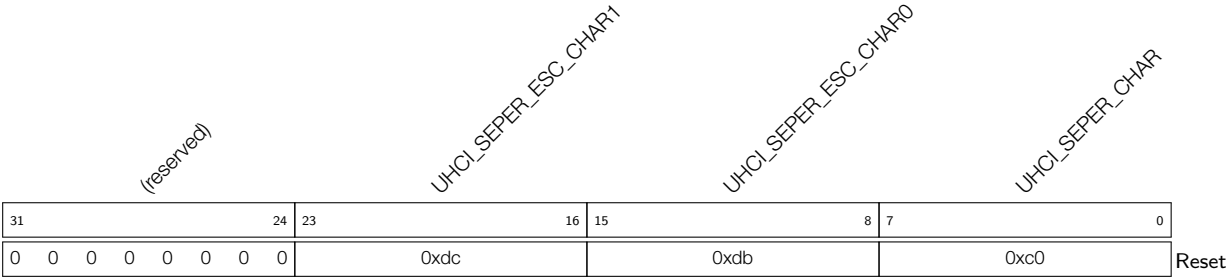 (reserved) UHCI_SEPER_ESC_CHAR1 UHCI_SEPER_ESC_CHAR0 UHCI_SEPER_CHAR
31 24 23 16 15 8 7 0
0 0 0 0 0 0 0 0 0xdc 0xdb 0xc0 Reset